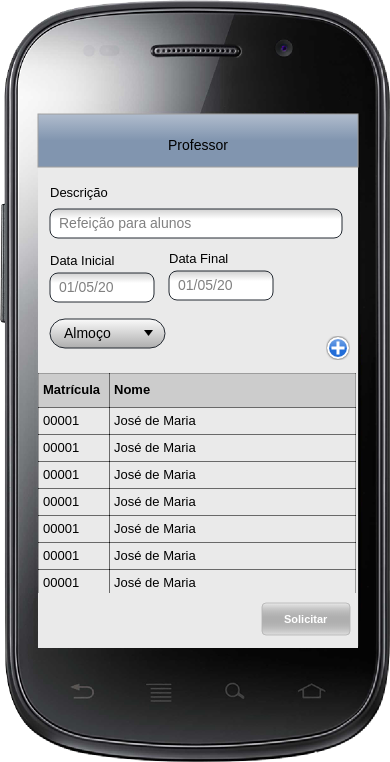 Professor
Descrição
Refeição para alunos
Data Inicial Data Final
01/05/20 01/05/20
Almoço
Matrícula Nome
00001 José de Maria
00001 José de Maria
00001 José de Maria
00001 José de Maria
00001 José de Maria
00001 José de Maria
00001 José de Maria
Solicitar